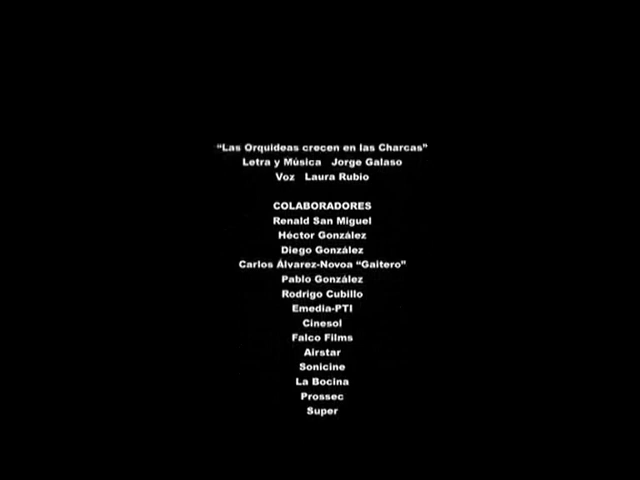 “Las Orquideas crecen en las Charcas”
Letra y Música Jorge Galaso
Voz Laura Rubio
COLABORADORES
Renald San Miguel
Héctor González
Diego González
Carlos Álvarez-Novoa “Gaitero”
Pablo González
Rodrigo Cubillo
Emedia-PTI
Cinesol
Falco Films
Airstar
Sonicine
La Bocina
Prossec
Super